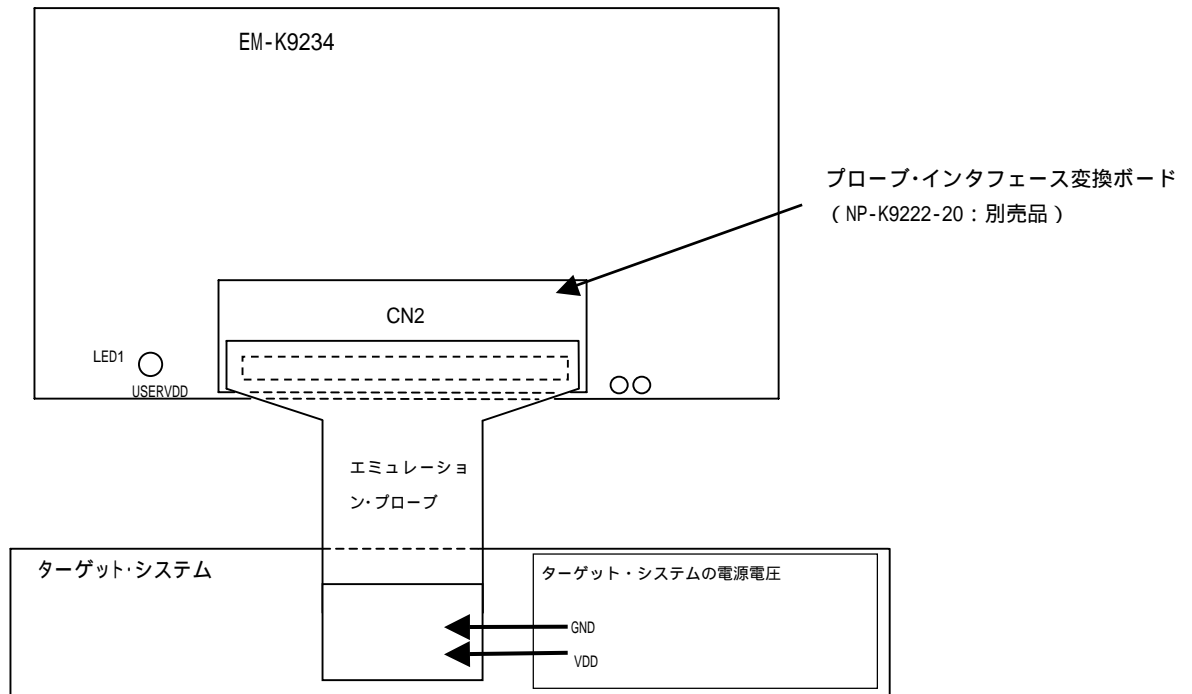 EM-K9234
プローブ･インタフェース変換ボード
（NP-K9222-20：別売品）
CN2
LED1
USERVDD
エミュレーショ
ン･プローブ
ターゲット･システム
ターゲット・システムの電源電圧
GND
VDD